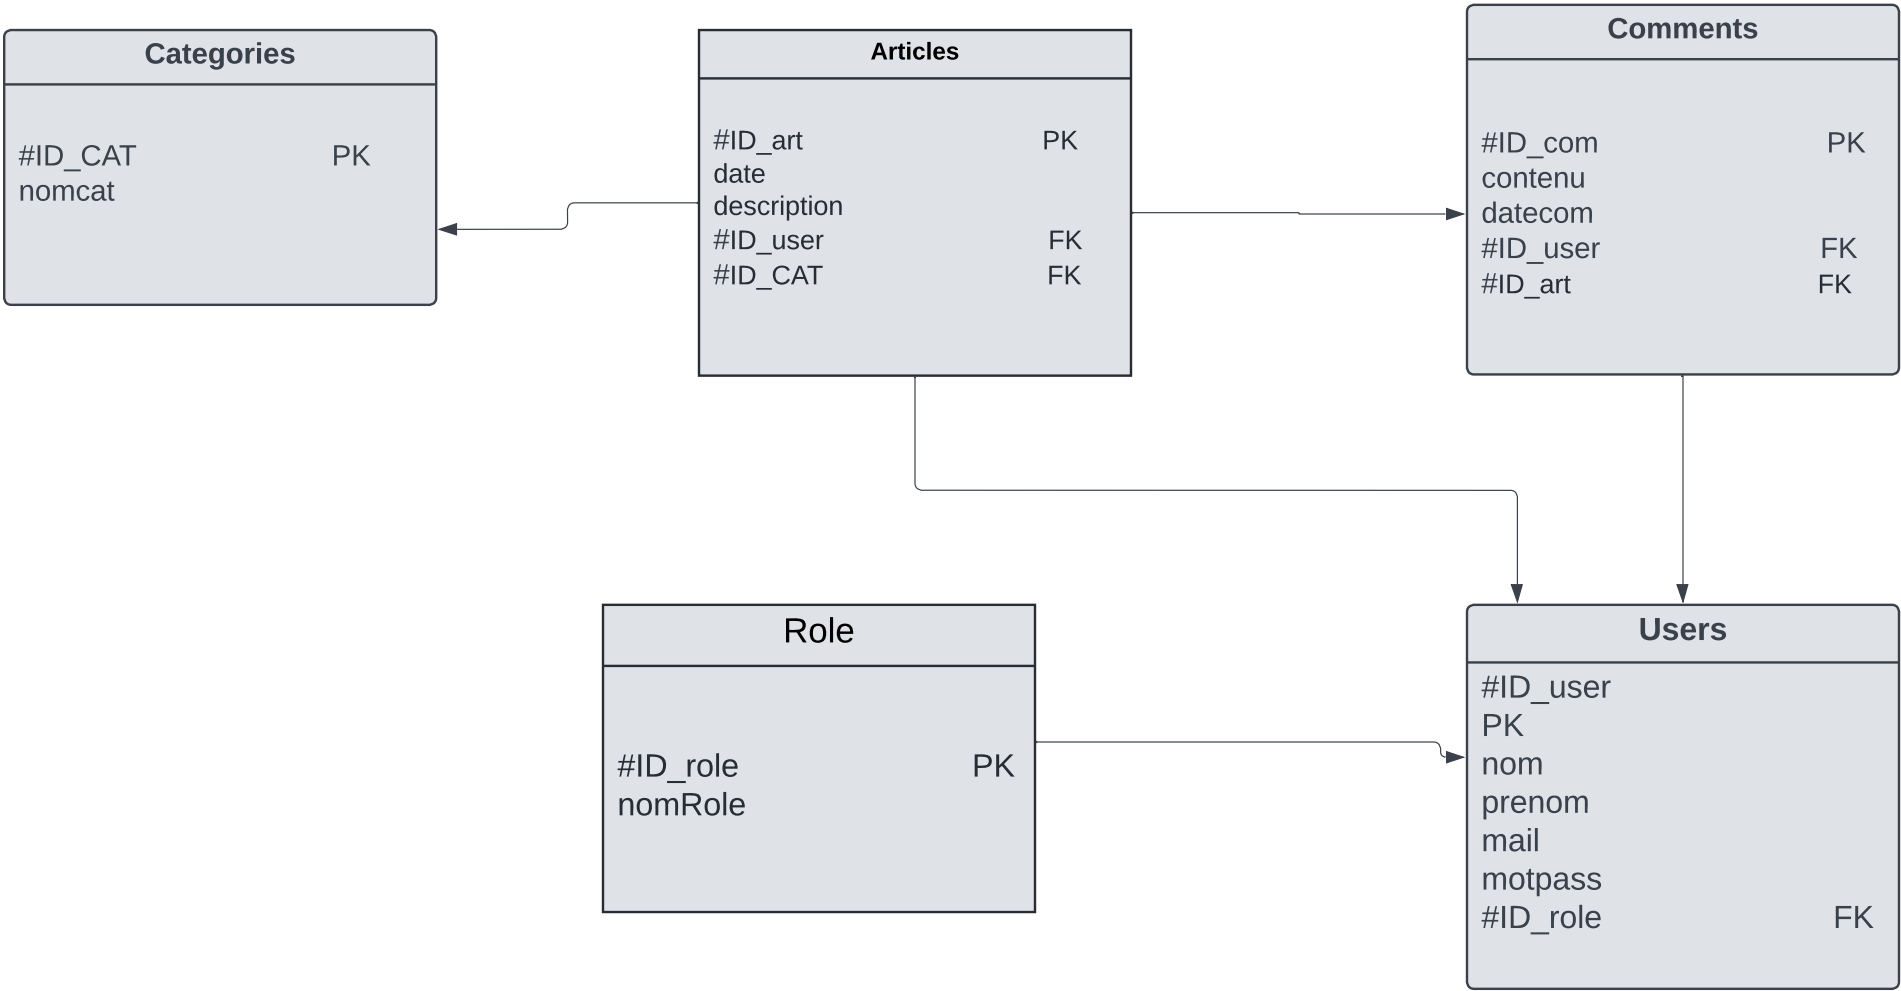 Categories
#ID_CAT PK
nomcat
Articles
#ID_art PK
date
description
#ID_user FK
#ID_CAT FK
Comments
#ID_com PK
contenu
datecom
#ID_user FK
#ID_art FK
Role
#ID_role PK
nomRole
Users
#ID_user
PK
nom
prenom
mail
motpass
#ID_role FK